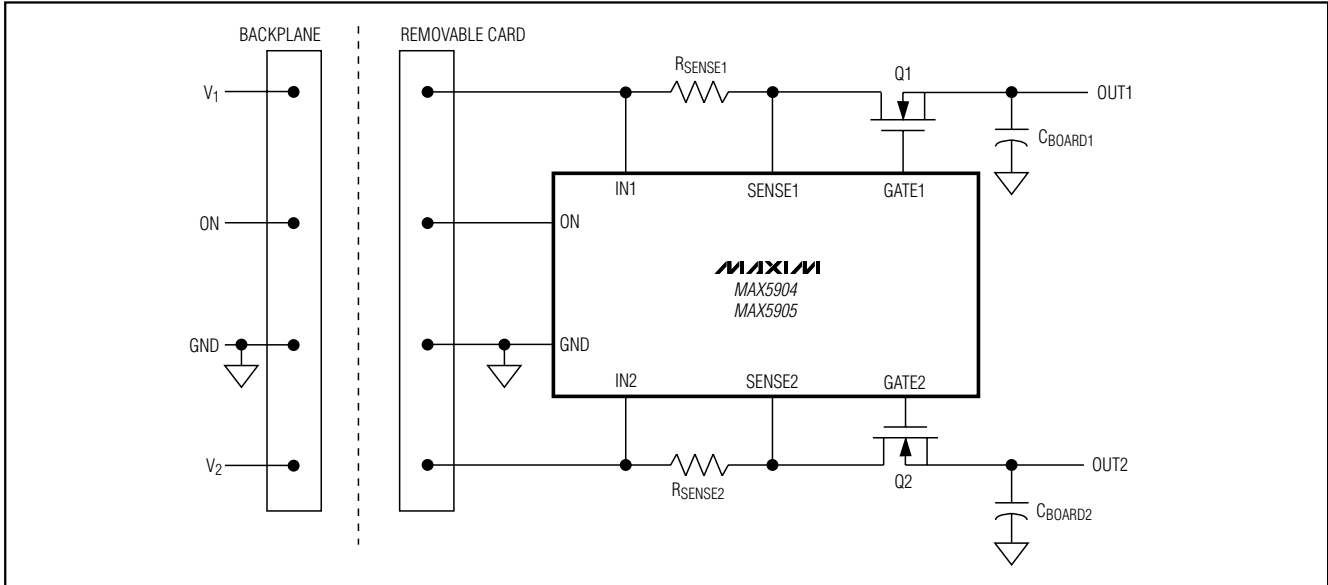 BACKPLANE
REMOVABLE CARD
RSENSE1
Q1
V1
OUT1
CBOARD1
IN1
SENSE1
GATE1
ON
ON
MAXIM
MAX5904
MAX5905
GND
GND
IN2
SENSE2
GATE2
V2
OUT2
RSENSE2
Q2
CBOARD2